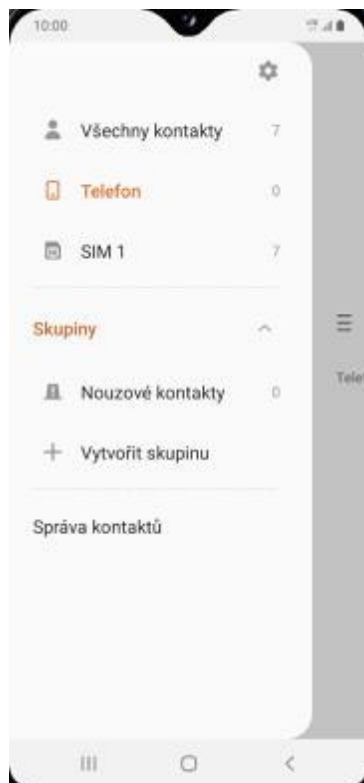 10:00
Všechny kontakty 7
Telefon 0
SIM 1 7
Skupiny
Nouzové kontakty 0
Vytvořit skupinu
Správa kontaktů